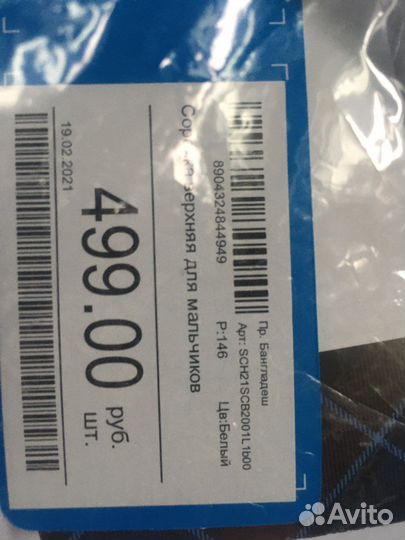 Пр. Бангладеш
Арт: SCH21SCB2001L1b00
8904324844949
Р:146 Цв:Белый
Сорочка верхняя для мальчиков
499.00 руб.
шт.
19.02.2021
Avito